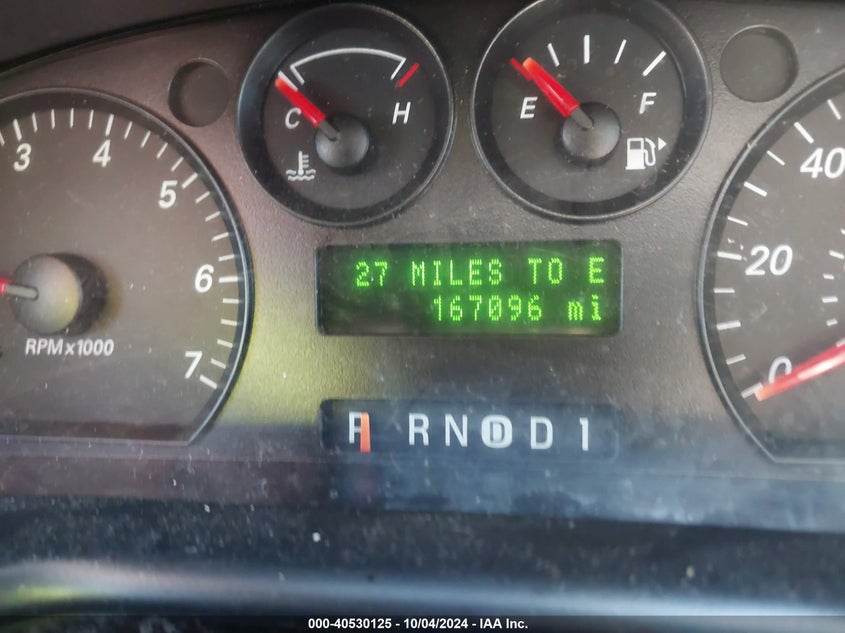 C H
E F
3 4 5 6 7
RPM x1000
27 MILES TO E
167096 mi
0 20 40
P R N D D 1
000-40530125 - 10/04/2024 - IAA Inc.